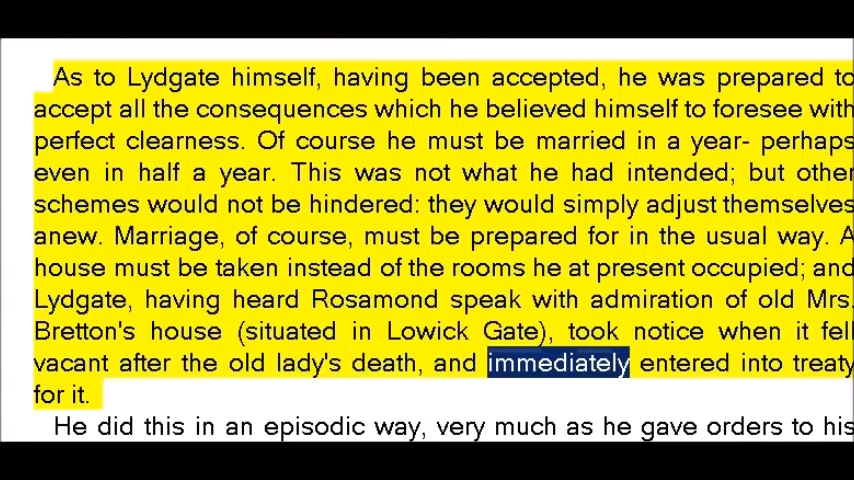 As to Lydgate himself, having been accepted, he was prepared to
accept all the consequences which he believed himself to foresee with
perfect clearness. Of course he must be married in a year- perhaps
even in half a year. This was not what he had intended; but other
schemes would not be hindered: they would simply adjust themselves
anew. Marriage, of course, must be prepared for in the usual way. A
house must be taken instead of the rooms he at present occupied; and
Lydgate, having heard Rosamond speak with admiration of old Mrs.
Bretton's house (situated in Lowick Gate), took notice when it fell
vacant after the old lady's death, and immediately entered into treaty
for it.
He did this in an episodic way, very much as he gave orders to his